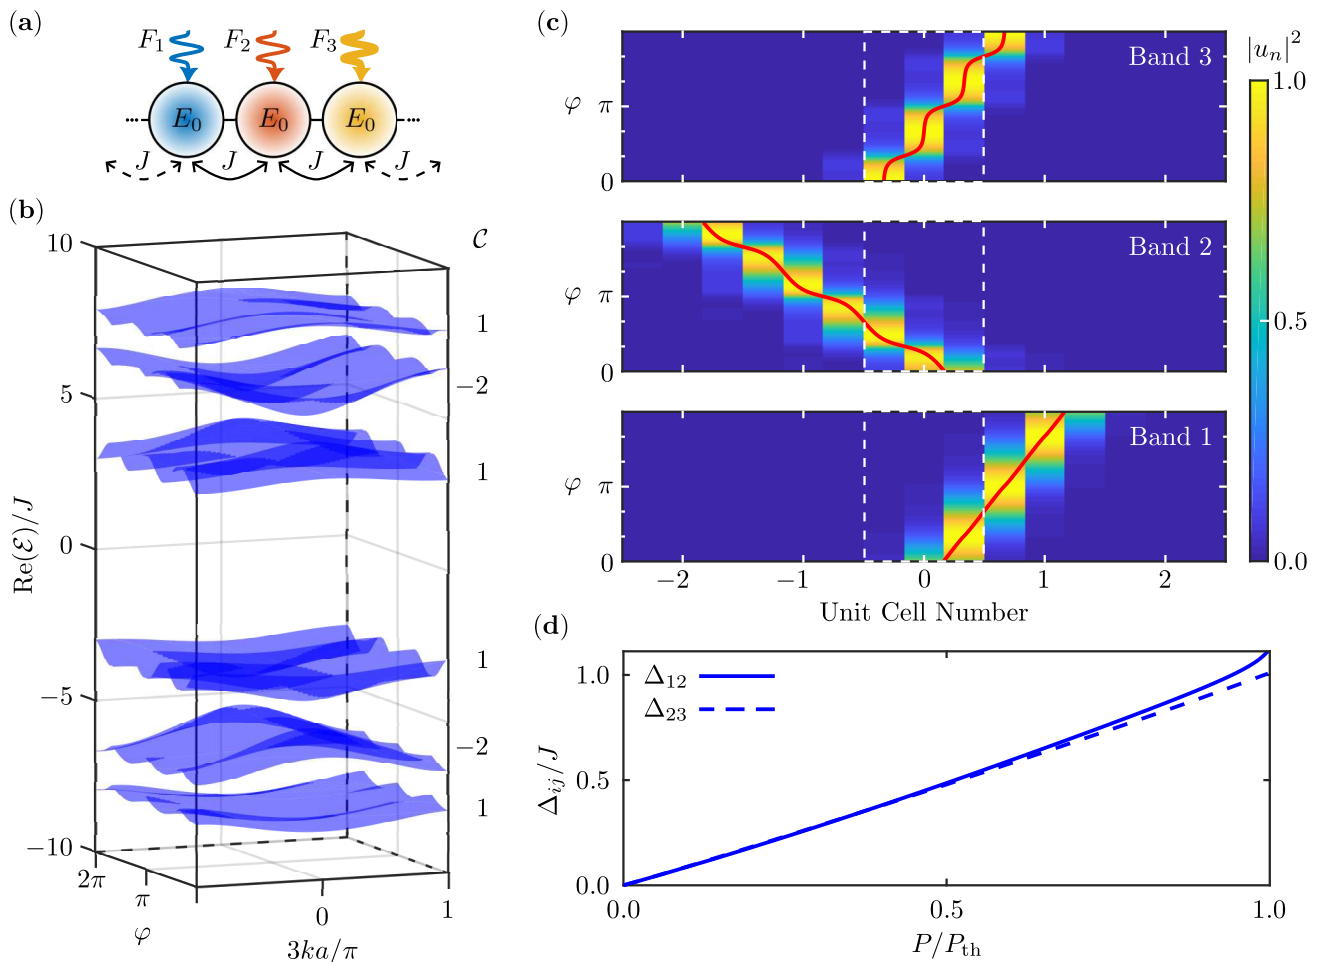 (a)
F1 F2 F3
E0 E0 E0
J J J J
(b)
C
10
5
0
−5
−10
Re(ℰ)/J
1
−2
1
1
−2
1
2π
π
φ
0
1
3ka/π
(c)
|un|²
Band 3
φ π
0
Band 2
φ π
0
Band 1
φ π
0
−2 −1 0 1 2
Unit Cell Number
1.0
0.5
0.0
(d)
Δ12
Δ23
1.0
0.5
0.0
Δij/J
0.0 0.5 1.0
P/Pth